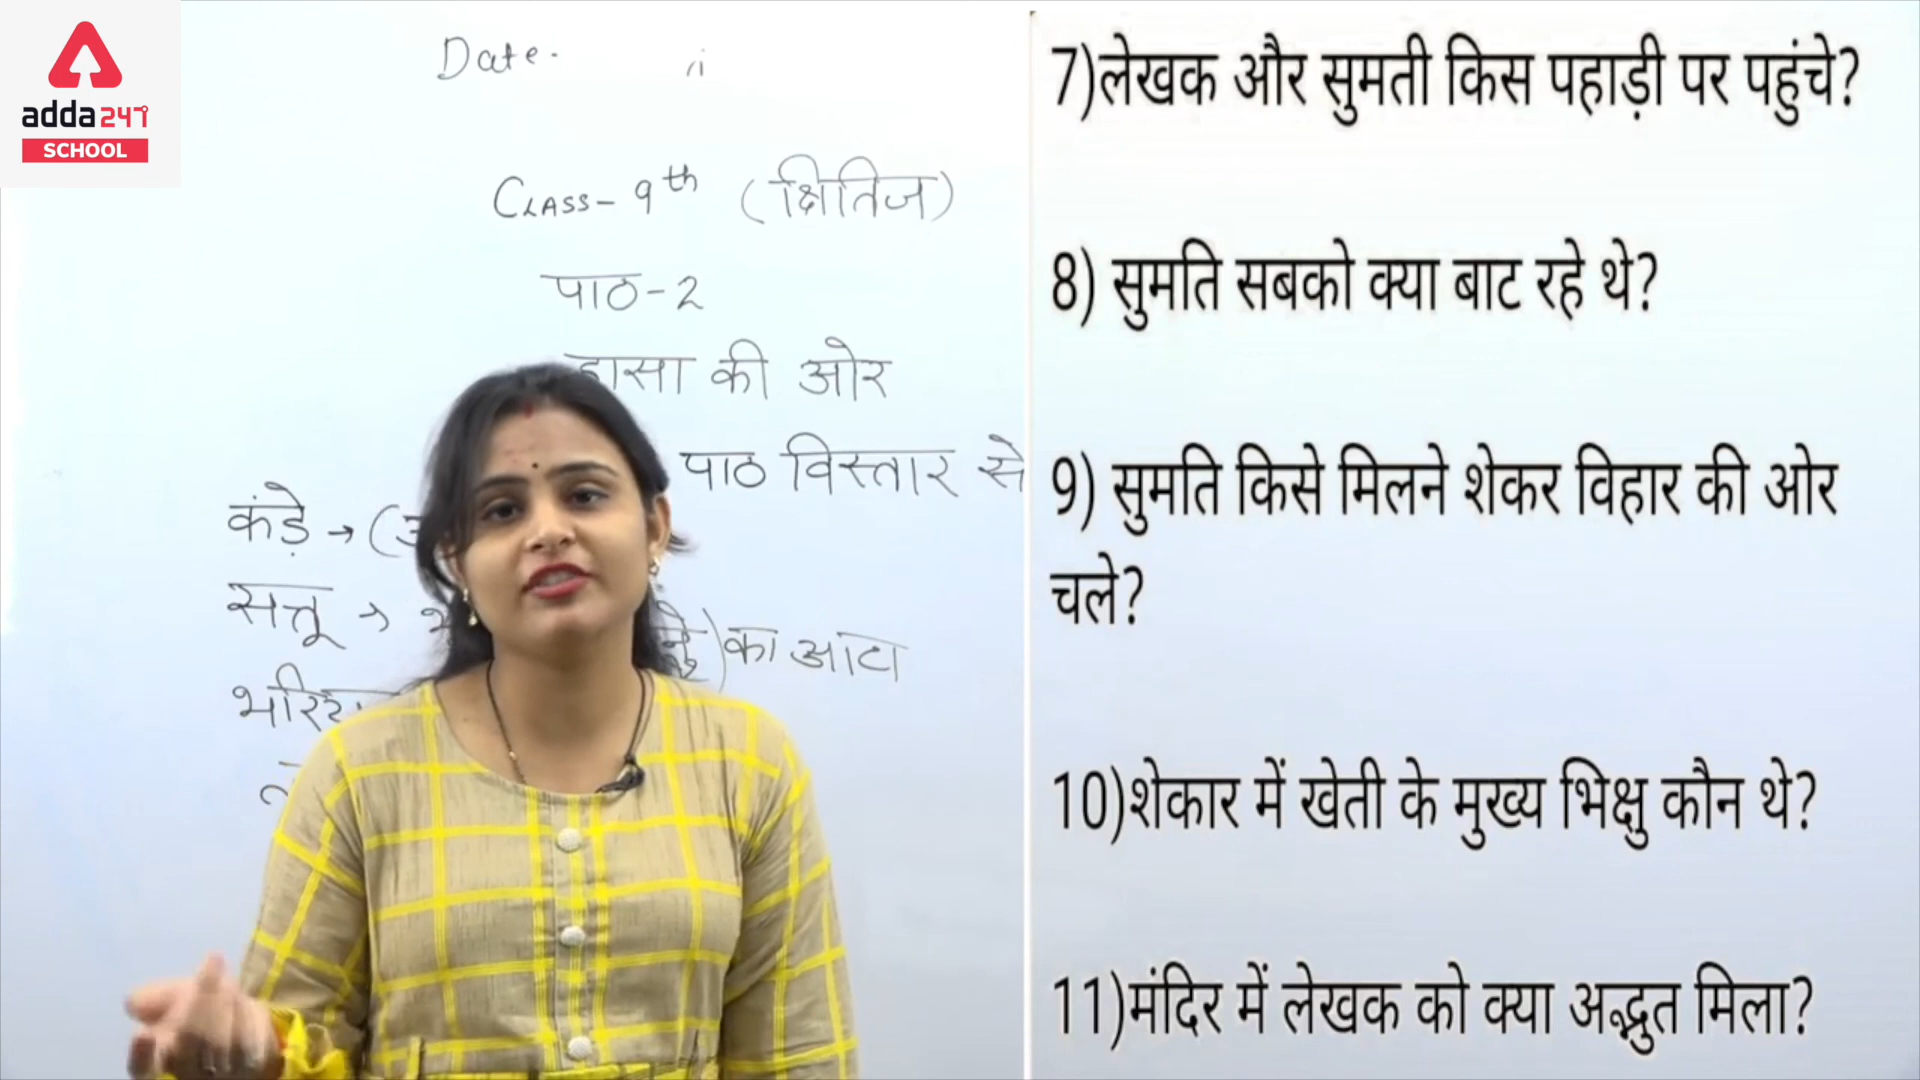 adda247
SCHOOL
Date.
CLASS- 9th (क्षितिज)
पाठ-2
की ओर
पाठ विस्तार से
कंडे →
सत्तू →
का आटा
7)लेखक और सुमती किस पहाड़ी पर पहुंचे?
8) सुमति सबको क्या बाट रहे थे?
9) सुमति किसे मिलने शेकर विहार की ओर
चले?
10)शेकार में खेती के मुख्य भिक्षु कौन थे?
11)मंदिर में लेखक को क्या अद्भुत मिला?